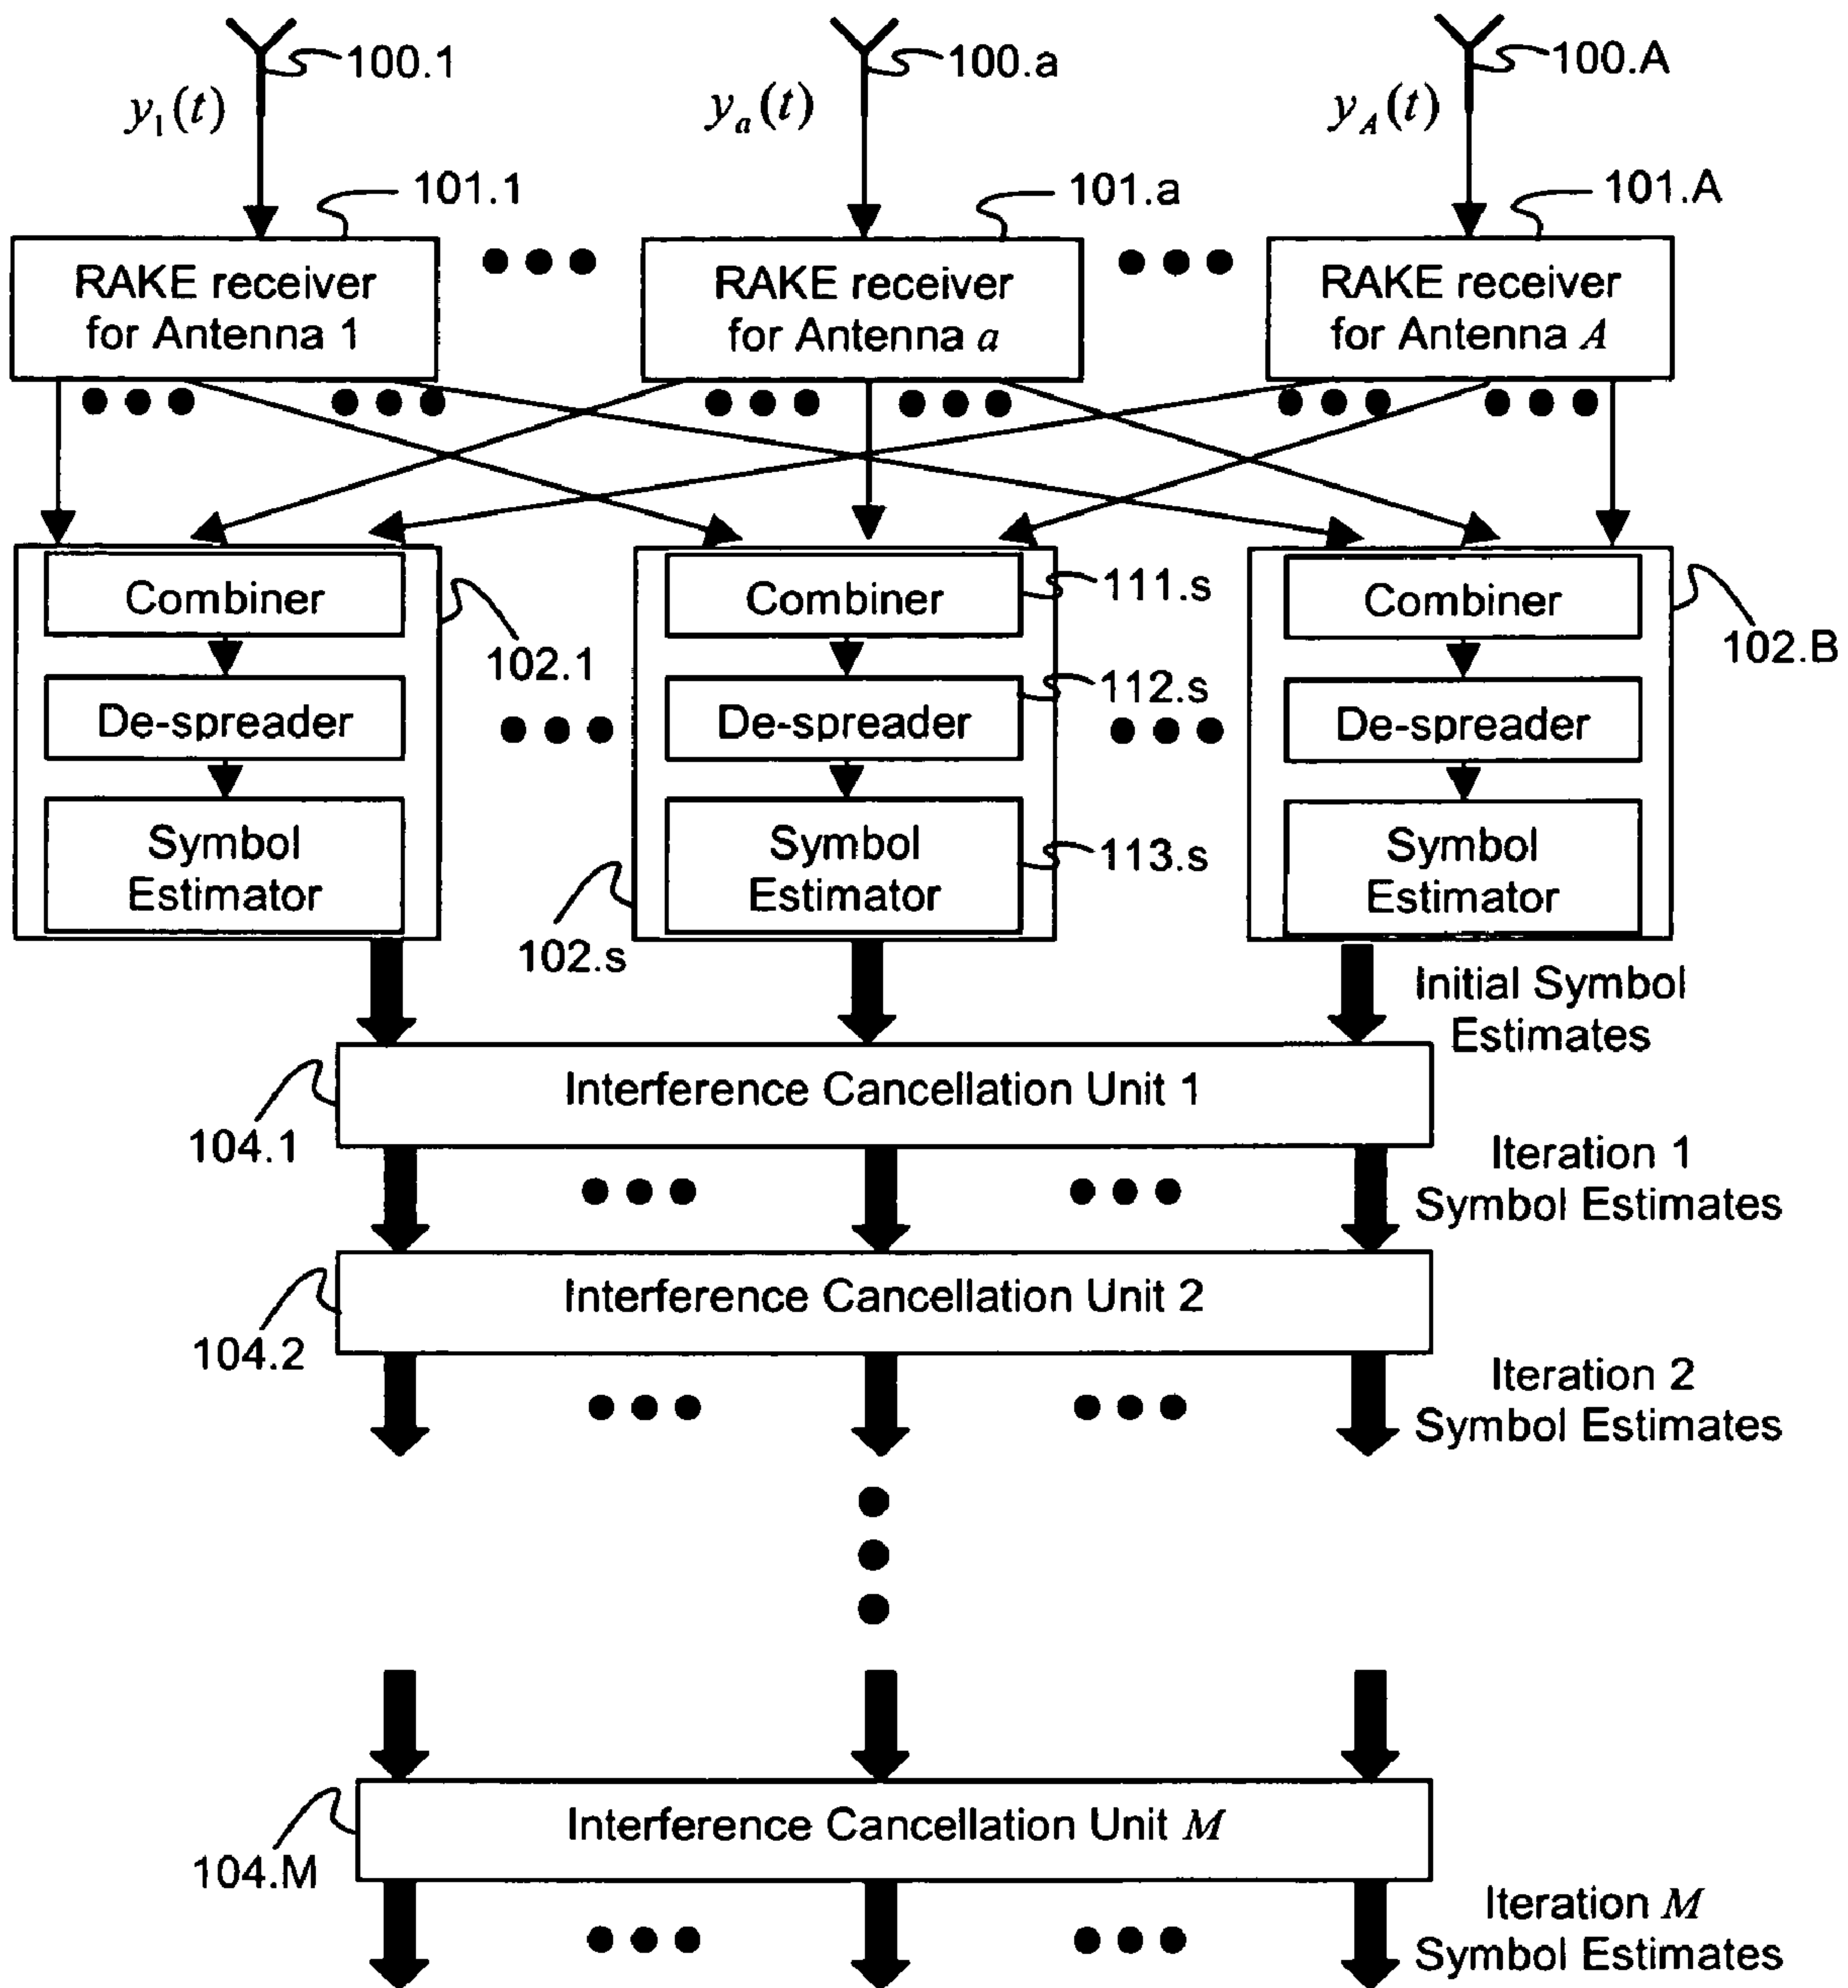 100.1
100.a
100.A
y₁(t)
yₐ(t)
y_A(t)
101.1
101.a
101.A
RAKE receiver
for Antenna 1
RAKE receiver
for Antenna a
RAKE receiver
for Antenna A
Combiner
De-spreader
Symbol
Estimator
102.1
Combiner
De-spreader
Symbol
Estimator
111.s
112.s
113.s
102.s
Combiner
De-spreader
Symbol
Estimator
102.B
Initial Symbol
Estimates
Interference Cancellation Unit 1
104.1
Iteration 1
Symbol Estimates
Interference Cancellation Unit 2
104.2
Iteration 2
Symbol Estimates
Interference Cancellation Unit M
104.M
Iteration M
Symbol Estimates